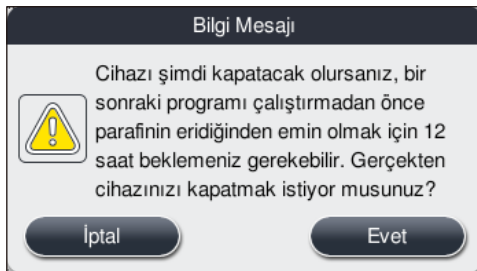 Bilgi Mesajı
Cihazı şimdi kapatacak olursanız, bir
sonraki programı çalıştırmadan önce
parafinin eridiğinden emin olmak için 12
saat beklemeniz gerekebilir. Gerçekten
cihazınızı kapatmak istiyor musunuz?
İptal
Evet